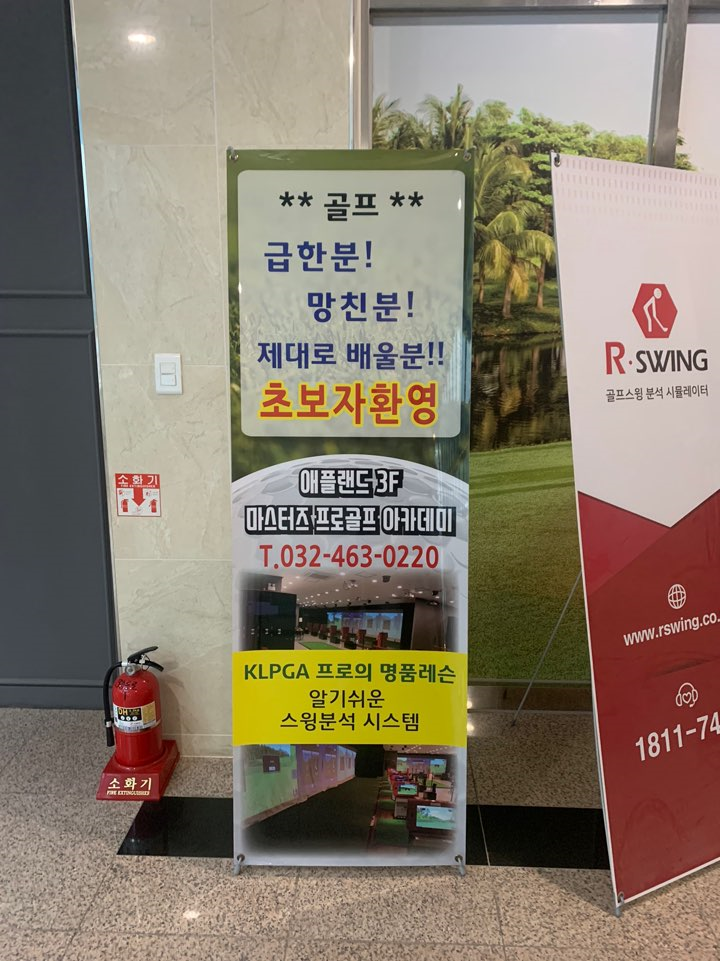 ** 골프 **
급한분!
망친분!
제대로 배울분!!
초보자환영
애플랜드 3F
마스터즈 프로골프 아카데미
T.032-463-0220
KLPGA 프로의 명품레슨
알기쉬운
스윙분석 시스템
R·SWING
골프스윙 분석 시뮬레이터
www.rswing.co.
1811-74
소화기
FIRE EXTINGUISHER
소화기
FIRE EXTINGUISHER